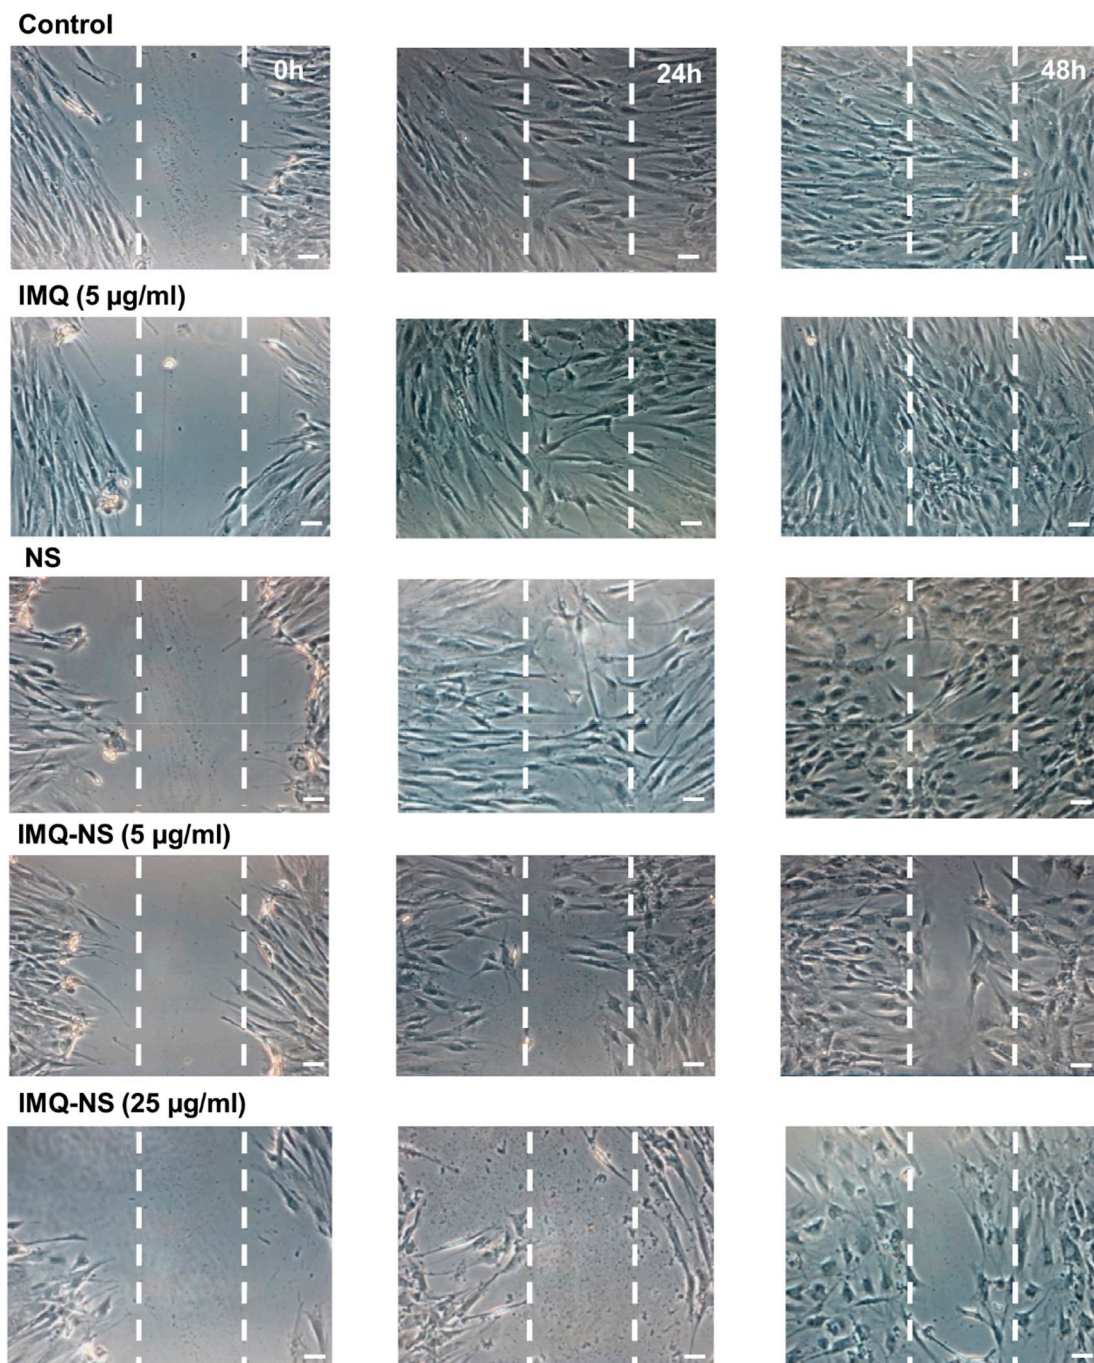 Control
0h
24h
48h
IMQ (5 µg/ml)
NS
IMQ-NS (5 µg/ml)
IMQ-NS (25 µg/ml)